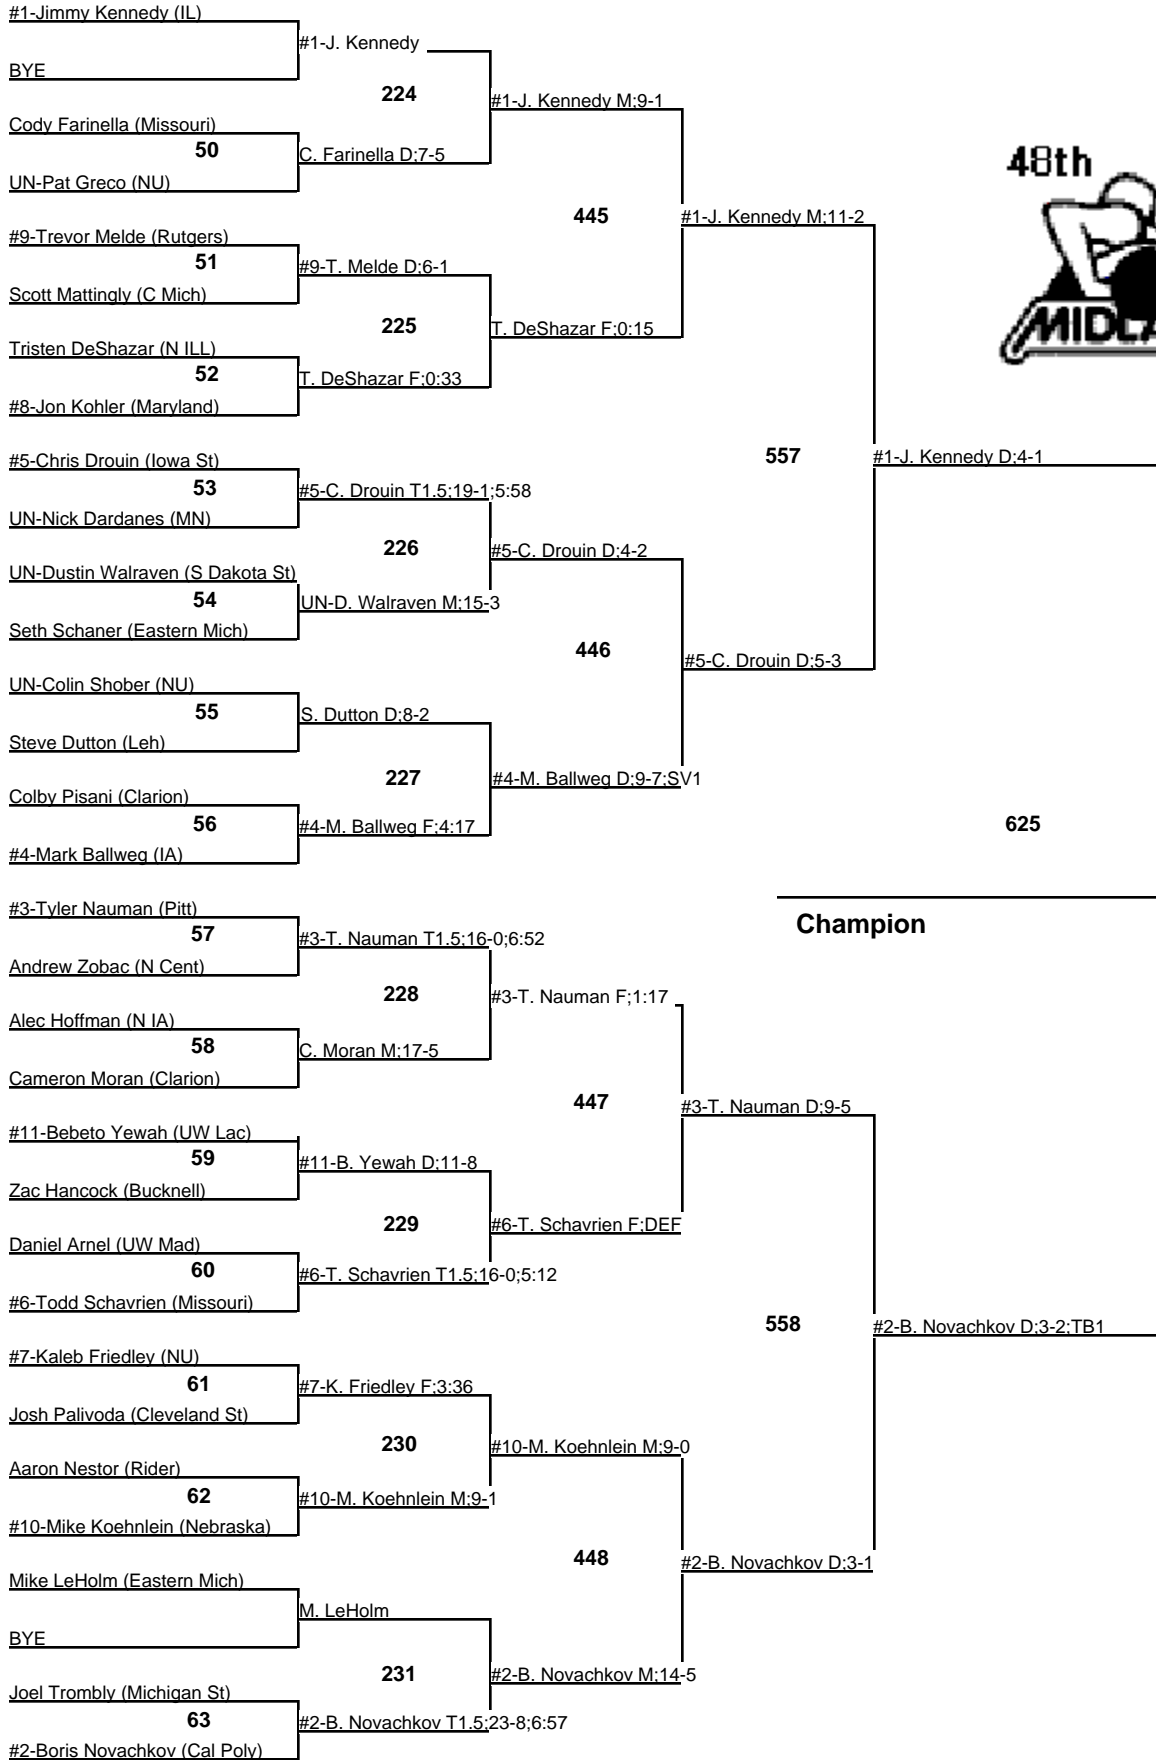 #1-Jimmy Kennedy (IL)
#1-J. Kennedy
BYE
224
#1-J. Kennedy M;9-1
Cody Farinella (Missouri)
50
C. Farinella D;7-5
UN-Pat Greco (NU)
48th
445
#1-J. Kennedy M;11-2
#9-Trevor Melde (Rutgers)
51
#9-T. Melde D;6-1
Scott Mattingly (C Mich)
225
T. DeShazar F;0:15
Tristen DeShazar (N ILL)
52
T. DeShazar F;0:33
#8-Jon Kohler (Maryland)
557
#1-J. Kennedy D;4-1
#5-Chris Drouin (Iowa St)
53
#5-C. Drouin T1.5;19-1;5:58
UN-Nick Dardanes (MN)
226
#5-C. Drouin D;4-2
UN-Dustin Walraven (S Dakota St)
54
UN-D. Walraven M;15-3
Seth Schaner (Eastern Mich)
446
#5-C. Drouin D;5-3
UN-Colin Shober (NU)
55
S. Dutton D;8-2
Steve Dutton (Leh)
227
#4-M. Ballweg D;9-7;SV1
Colby Pisani (Clarion)
56
#4-M. Ballweg F;4:17
#4-Mark Ballweg (IA)
625
Champion
#3-Tyler Nauman (Pitt)
57
#3-T. Nauman T1.5;16-0;6:52
Andrew Zobac (N Cent)
228
#3-T. Nauman F;1:17
Alec Hoffman (N IA)
58
C. Moran M;17-5
Cameron Moran (Clarion)
447
#3-T. Nauman D;9-5
#11-Bebeto Yewah (UW Lac)
59
#11-B. Yewah D;11-8
Zac Hancock (Bucknell)
229
#6-T. Schavrien F;DEF
Daniel Arnel (UW Mad)
60
#6-T. Schavrien T1.5;16-0;5:12
#6-Todd Schavrien (Missouri)
558
#2-B. Novachkov D;3-2;TB1
#7-Kaleb Friedley (NU)
61
#7-K. Friedley F;3:36
Josh Palivoda (Cleveland St)
230
#10-M. Koehnlein M;9-0
Aaron Nestor (Rider)
62
#10-M. Koehnlein M;9-1
#10-Mike Koehnlein (Nebraska)
448
#2-B. Novachkov D;3-1
Mike LeHolm (Eastern Mich)
M. LeHolm
BYE
231
#2-B. Novachkov M;14-5
Joel Trombly (Michigan St)
63
#2-B. Novachkov T1.5;23-8;6:57
#2-Boris Novachkov (Cal Poly)